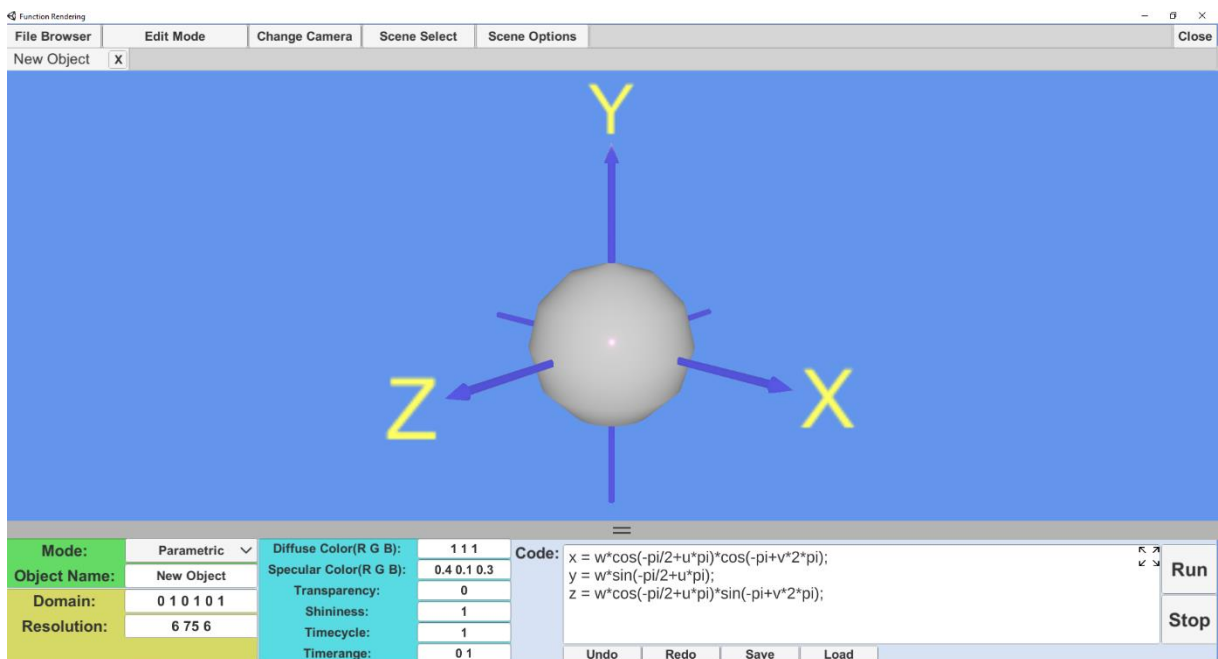 Function Rendering
File Browser Edit Mode Change Camera Scene Select Scene Options Close
New Object X
Y
Z
X
Mode: Parametric
Object Name: New Object
Domain: 0 1 0 1 0 1
Resolution: 6 75 6
Diffuse Color(R G B): 1 1 1
Specular Color(R G B): 0.4 0.1 0.3
Transparency: 0
Shininess: 1
Timecycle: 1
Timerange: 0 1
Code:
x = w*cos(-pi/2+u*pi)*cos(-pi+v*2*pi);
y = w*sin(-pi/2+u*pi);
z = w*cos(-pi/2+u*pi)*sin(-pi+v*2*pi);
Run
Stop
Undo Redo Save Load